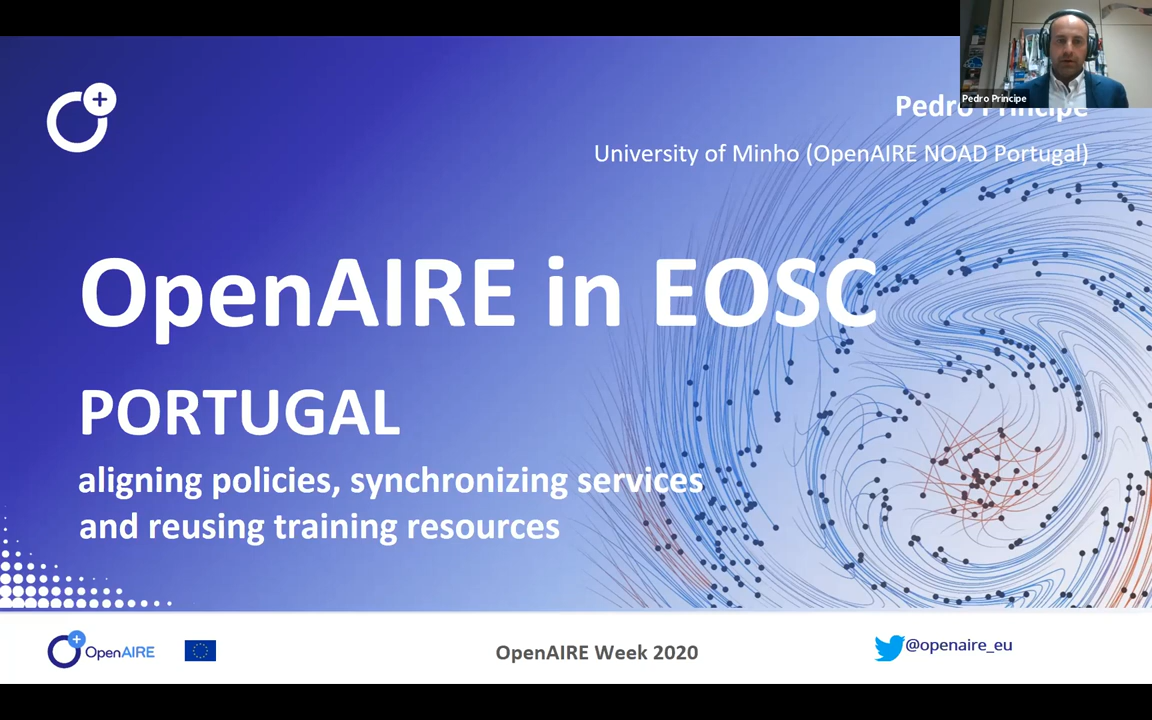 Pedro Principe
Pedro Principe
University of Minho (OpenAIRE NOAD Portugal)
OpenAIRE in EOSC
PORTUGAL
aligning policies, synchronizing services
and reusing training resources
OpenAIRE
OpenAIRE Week 2020
@openaire_eu